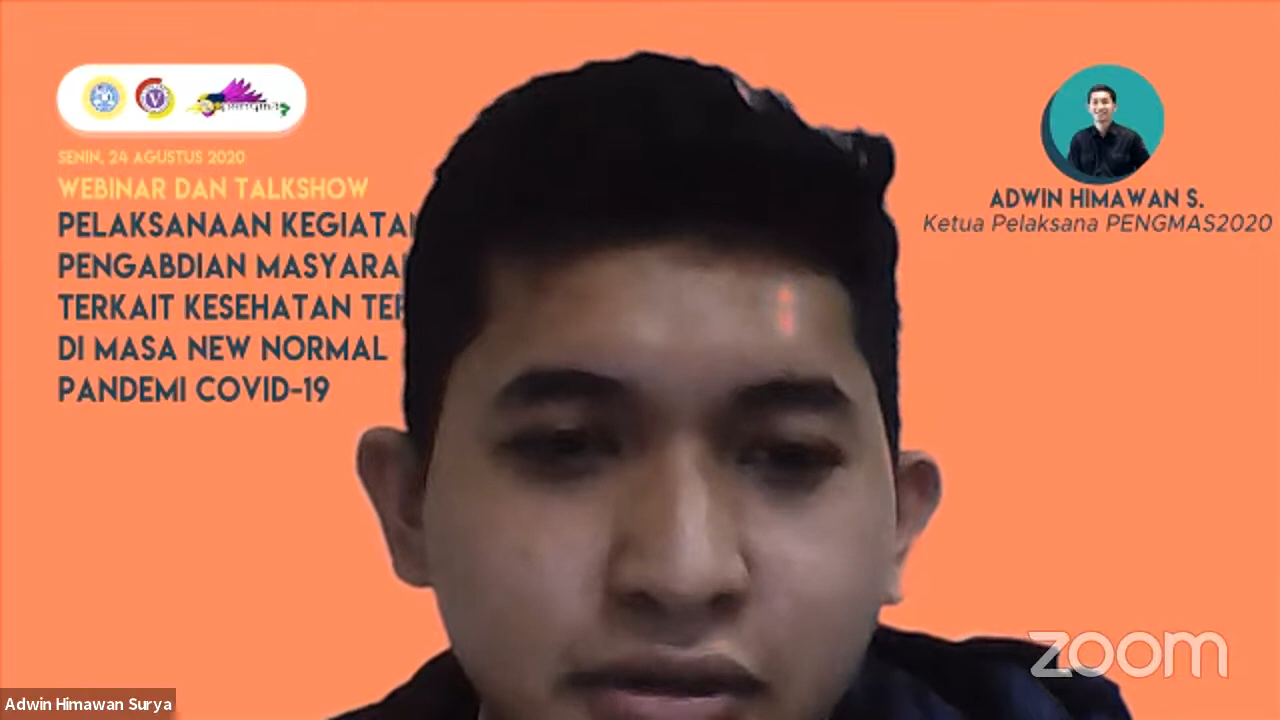 SENIN, 24 AGUSTUS 2020
WEBINAR DAN TALKSHOW
PELAKSANAAN KEGIATAN
PENGABDIAN MASYARA
TERKAIT KESEHATAN TE
DI MASA NEW NORMAL
PANDEMI COVID-19
ADWIN HIMAWAN S.
Ketua Pelaksana PENGMAS2020
zoom
Adwin Himawan Surya